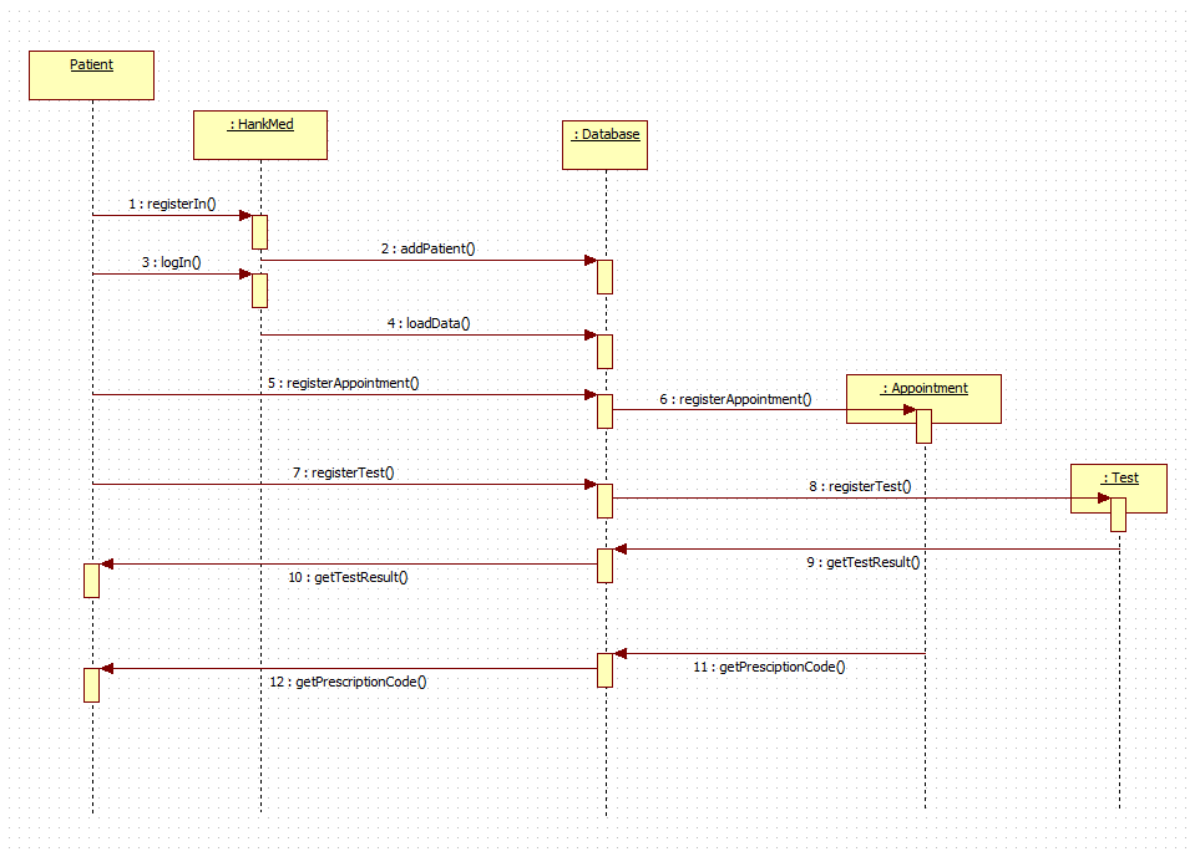 Patient
: HankMed
: Database
1 : registerIn()
2 : addPatient()
3 : logIn()
4 : loadData()
5 : registerAppointment()
: Appointment
6 : registerAppointment()
7 : registerTest()
: Test
8 : registerTest()
9 : getTestResult()
10 : getTestResult()
11 : getPresciptionCode()
12 : getPrescriptionCode()